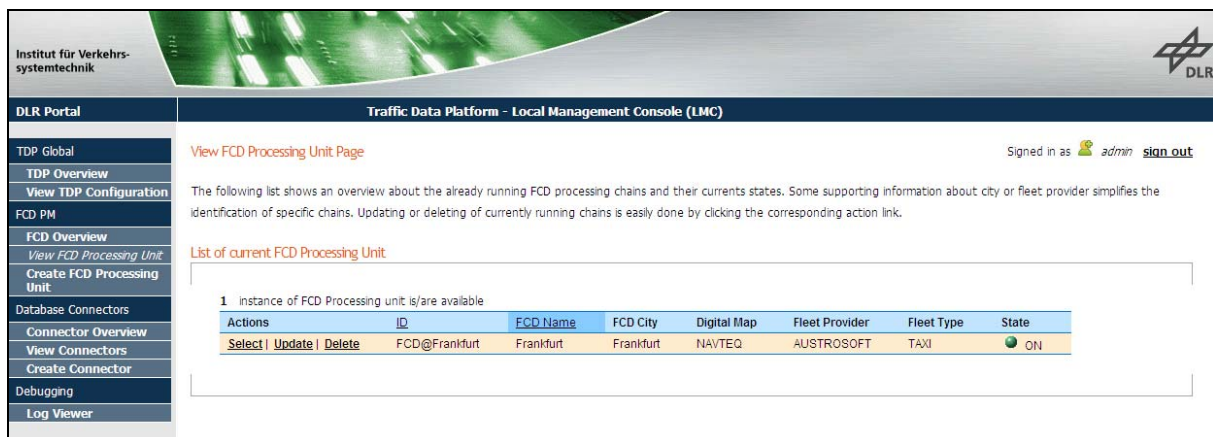 Institut für Verkehrs-
systemtechnik
DLR
DLR Portal
Traffic Data Platform - Local Management Console (LMC)
TDP Global
TDP Overview
View TDP Configuration
FCD PM
FCD Overview
View FCD Processing Unit
Create FCD Processing
Unit
Database Connectors
Connector Overview
View Connectors
Create Connector
Debugging
Log Viewer
View FCD Processing Unit Page
Signed in as admin sign out
The following list shows an overview about the already running FCD processing chains and their currents states. Some supporting information about city or fleet provider simplifies the
identification of specific chains. Updating or deleting of currently running chains is easily done by clicking the corresponding action link.
List of current FCD Processing Unit
1 instance of FCD Processing unit is/are available
Actions ID FCD Name FCD City Digital Map Fleet Provider Fleet Type State
Select | Update | Delete FCD@Frankfurt Frankfurt Frankfurt NAVTEQ AUSTROSOFT TAXI ON